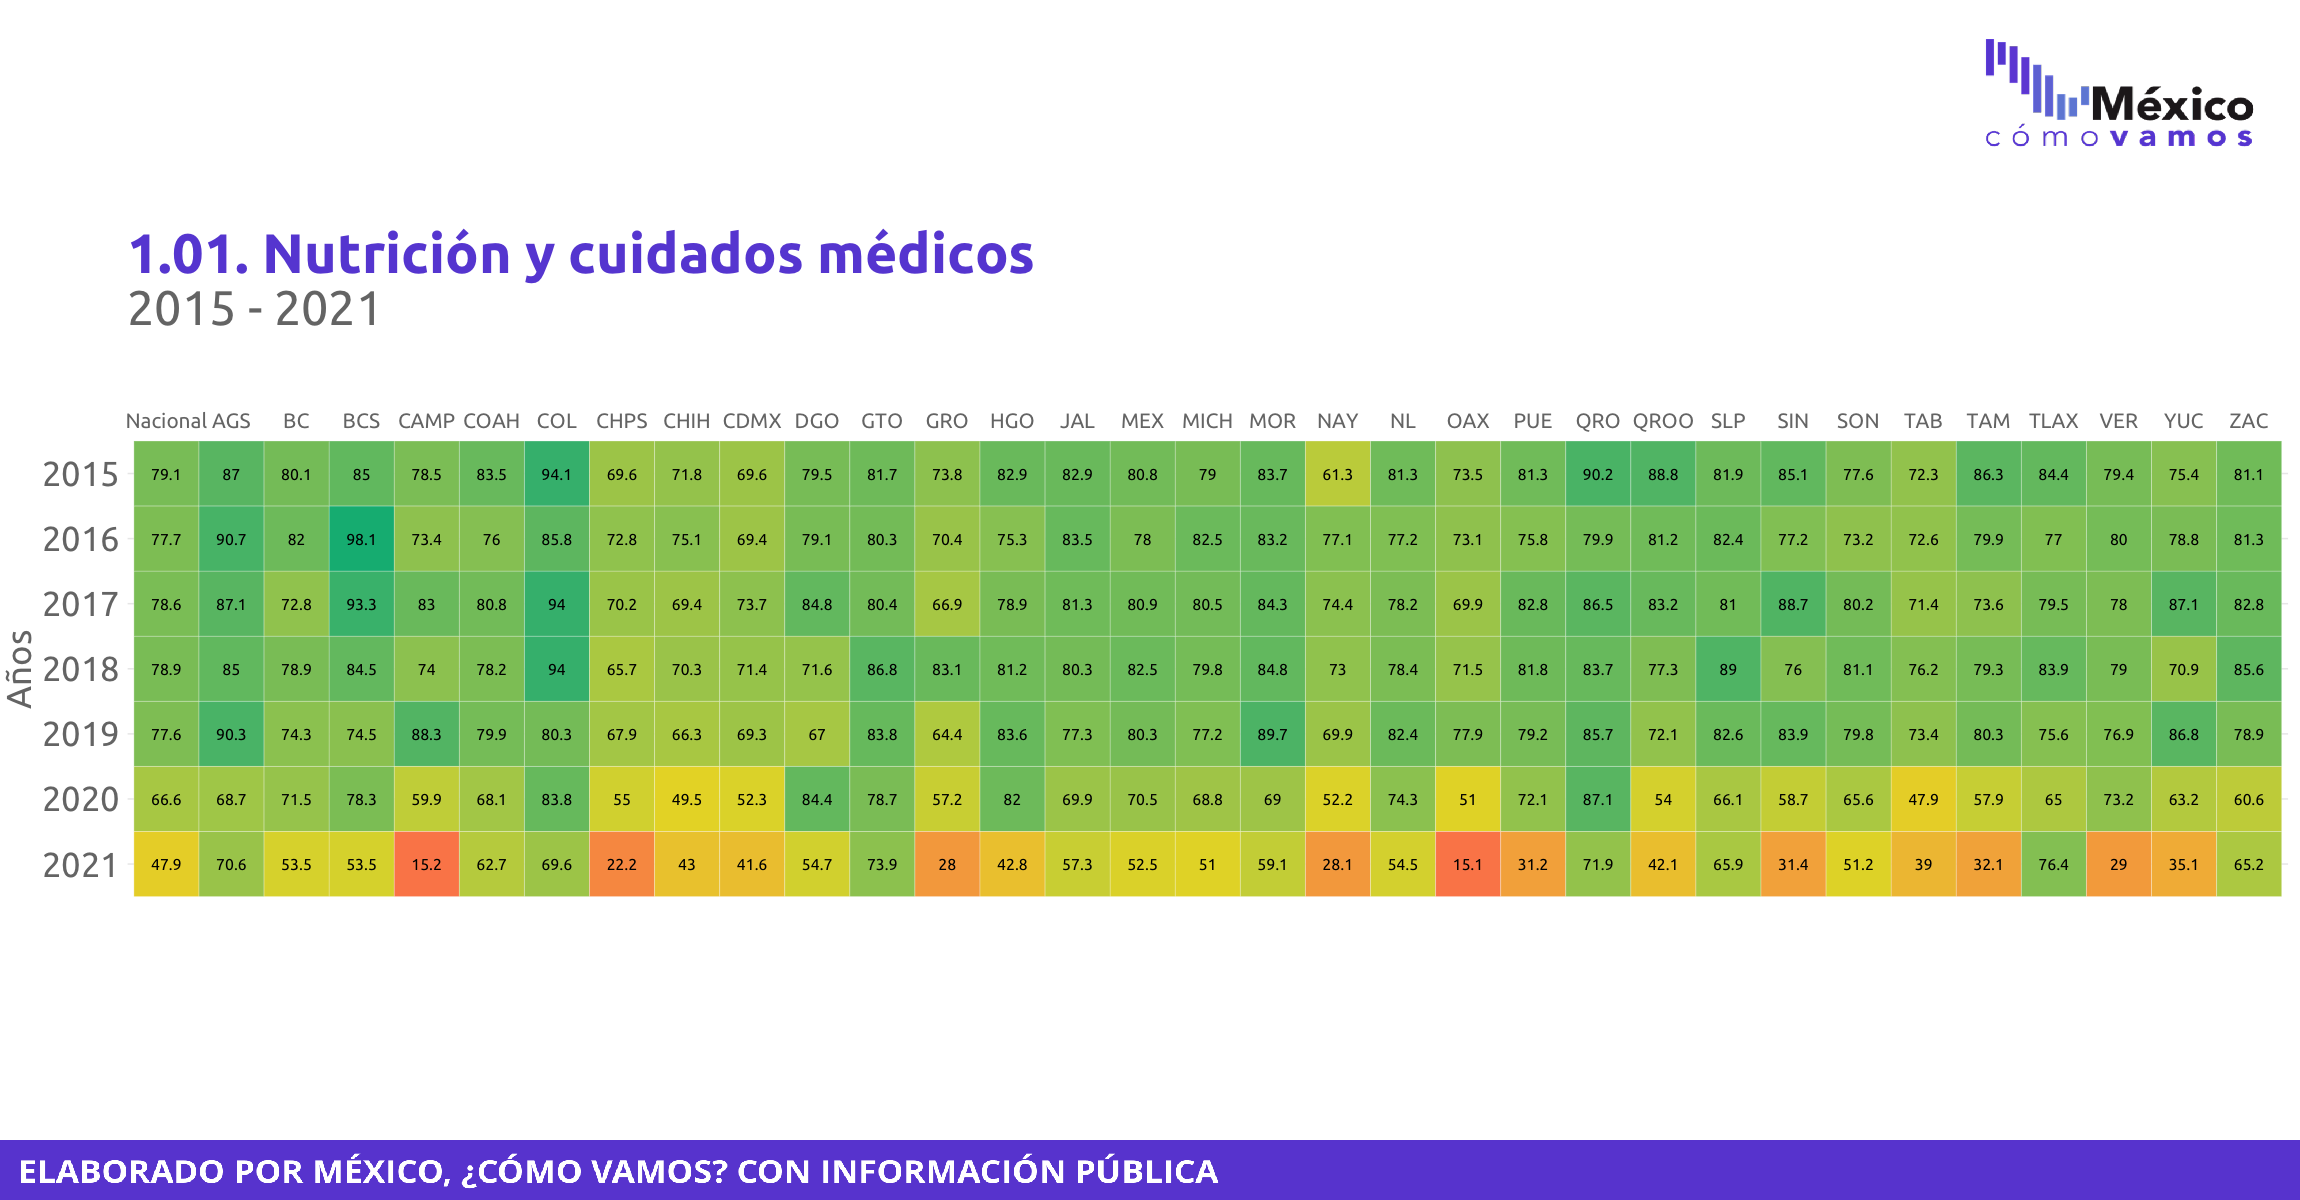 México
cómovamos
1.01. Nutrición y cuidados médicos
2015 - 2021
Nacional AGS BC BCS CAMP COAH COL CHPS CHIH CDMX DGO GTO GRO HGO JAL MEX MICH MOR NAY NL OAX PUE QRO QROO SLP SIN SON TAB TAM TLAX VER YUC ZAC
2015 79.1 87 80.1 85 78.5 83.5 94.1 69.6 71.8 69.6 79.5 81.7 73.8 82.9 82.9 80.8 79 83.7 61.3 81.3 73.5 81.3 90.2 88.8 81.9 85.1 77.6 72.3 86.3 84.4 79.4 75.4 81.1
2016 77.7 90.7 82 98.1 73.4 76 85.8 72.8 75.1 69.4 79.1 80.3 70.4 75.3 83.5 78 82.5 83.2 77.1 77.2 73.1 75.8 79.9 81.2 82.4 77.2 73.2 72.6 79.9 77 80 78.8 81.3
2017 78.6 87.1 72.8 93.3 83 80.8 94 70.2 69.4 73.7 84.8 80.4 66.9 78.9 81.3 80.9 80.5 84.3 74.4 78.2 69.9 82.8 86.5 83.2 81 88.7 80.2 71.4 73.6 79.5 78 87.1 82.8
Años
2018 78.9 85 78.9 84.5 74 78.2 94 65.7 70.3 71.4 71.6 86.8 83.1 81.2 80.3 82.5 79.8 84.8 73 78.4 71.5 81.8 83.7 77.3 89 76 81.1 76.2 79.3 83.9 79 70.9 85.6
2019 77.6 90.3 74.3 74.5 88.3 79.9 80.3 67.9 66.3 69.3 67 83.8 64.4 83.6 77.3 80.3 77.2 89.7 69.9 82.4 77.9 79.2 85.7 72.1 82.6 83.9 79.8 73.4 80.3 75.6 76.9 86.8 78.9
2020 66.6 68.7 71.5 78.3 59.9 68.1 83.8 55 49.5 52.3 84.4 78.7 57.2 82 69.9 70.5 68.8 69 52.2 74.3 51 72.1 87.1 54 66.1 58.7 65.6 47.9 57.9 65 73.2 63.2 60.6
2021 47.9 70.6 53.5 53.5 15.2 62.7 69.6 22.2 43 41.6 54.7 73.9 28 42.8 57.3 52.5 51 59.1 28.1 54.5 15.1 31.2 71.9 42.1 65.9 31.4 51.2 39 32.1 76.4 29 35.1 65.2
ELABORADO POR MÉXICO, ¿CÓMO VAMOS? CON INFORMACIÓN PÚBLICA